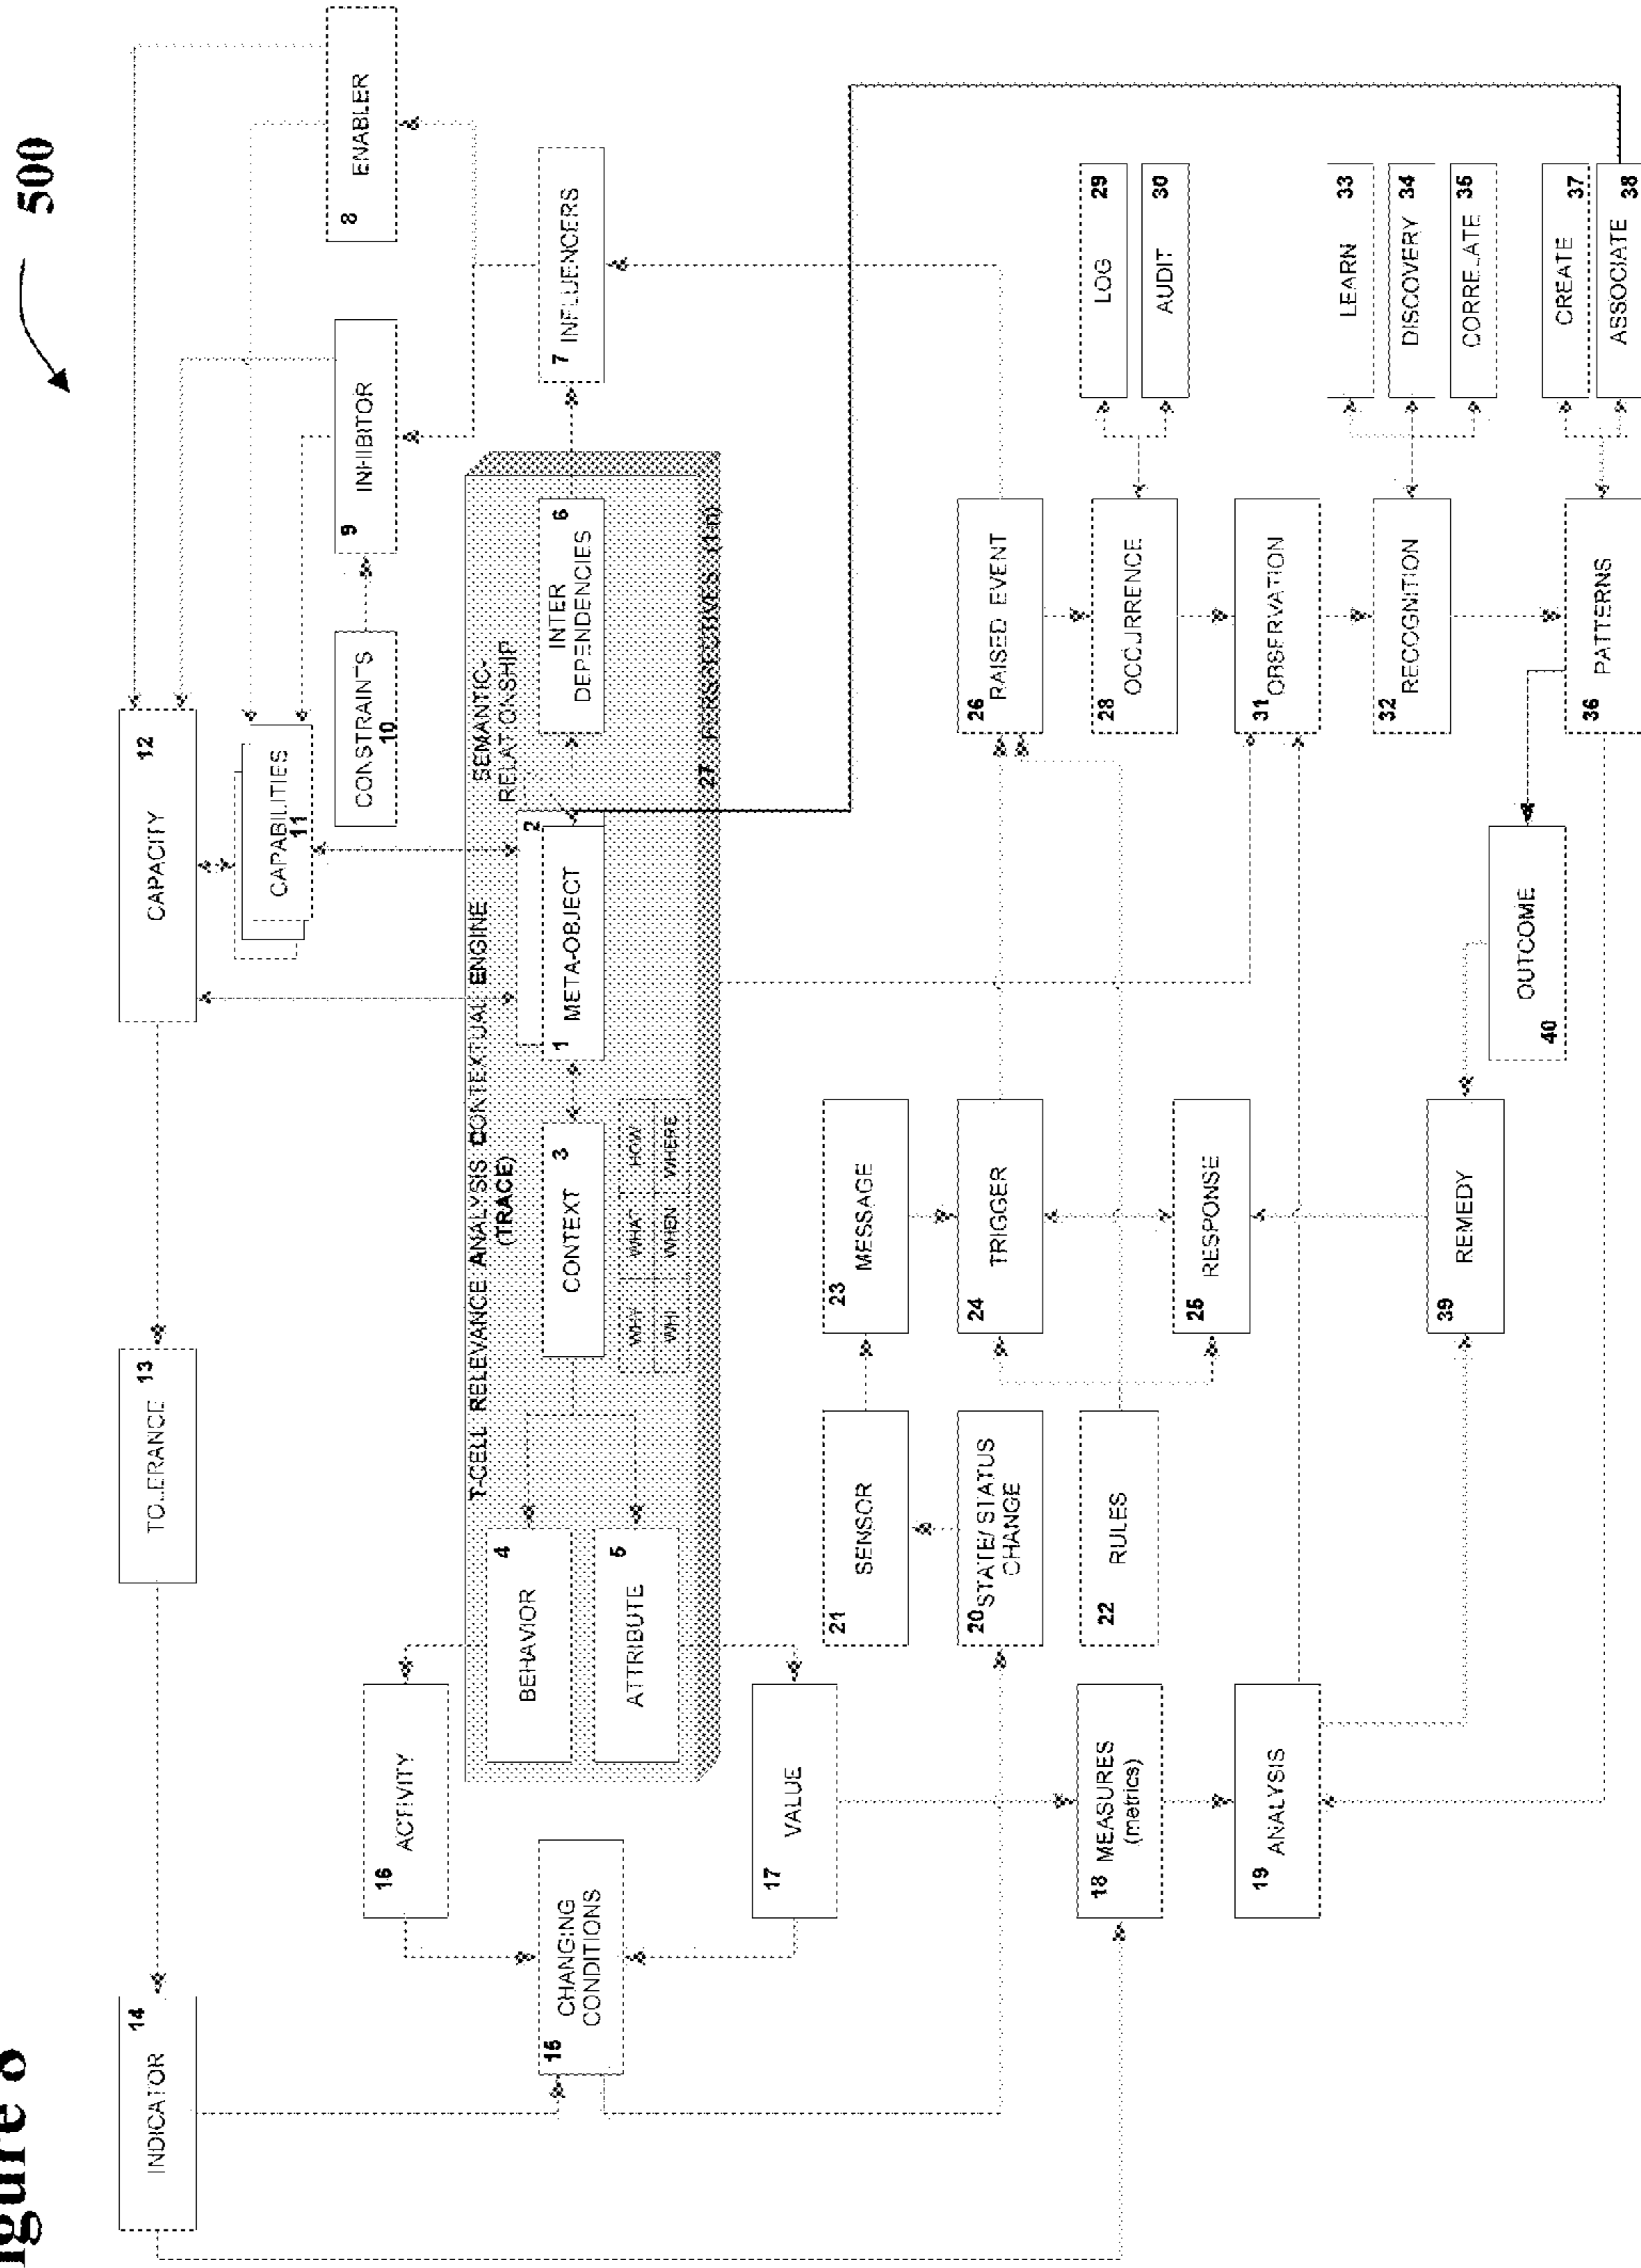 500
12
CAPACITY
TOLERANCE 13
14
INDICATOR
8
ENABLER
9
INHIBITOR
CONSTRAINTS
10
CAPABILITIES
11
7 INFLUENCERS
SEMANTIC-
RELATIONSHIP
T-CELL RELEVANCE ANALYSIS CONTEXTUAL ENGINE
(TRACE)
6
INTER
DEPENDENCIES
2
1
META-OBJECT
CONTEXT 3
WHY WHAT HOW
WHEN WHERE
27 PERSPECTIVES (1-n)
4
BEHAVIOR
5
ATTRIBUTE
16
ACTIVITY
CHANGING
CONDITIONS
15
17
VALUE
23
MESSAGE
21
SENSOR
24
TRIGGER
20 STATE/ STATUS
CHANGE
22
RULES
25
RESPONSE
18 MEASURES
(metrics)
19
ANALYSIS
26
RAISED EVENT
28
OCCURRENCE
LOG 29
AUDIT 30
31
OBSERVATION
32
RECOGNITION
LEARN 33
DISCOVERY 34
CORRELATE 35
36
PATTERNS
CREATE 37
ASSOCIATE 38
39
REMEDY
OUTCOME
40